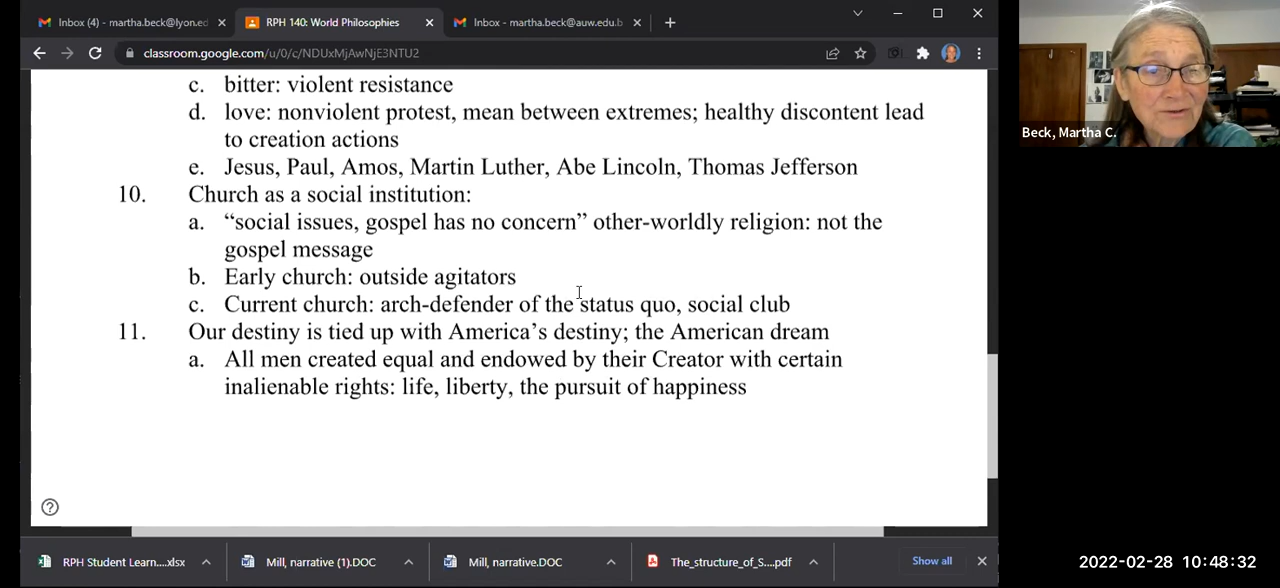 Inbox (4) - martha.beck@lyon.ed
RPH 140: World Philosophies
Inbox - martha.beck@auw.edu.b
classroom.google.com/u/0/c/NDUxMjAwNjE3NTU2
c. bitter: violent resistance
d. love: nonviolent protest, mean between extremes; healthy discontent lead
to creation actions
e. Jesus, Paul, Amos, Martin Luther, Abe Lincoln, Thomas Jefferson
10. Church as a social institution:
a. “social issues, gospel has no concern” other-worldly religion: not the
gospel message
b. Early church: outside agitators
c. Current church: arch-defender of the status quo, social club
11. Our destiny is tied up with America’s destiny; the American dream
a. All men created equal and endowed by their Creator with certain
inalienable rights: life, liberty, the pursuit of happiness
Beck, Martha C.
RPH Student Learn....xlsx
Mill, narrative (1).DOC
Mill, narrative.DOC
The_structure_of_S....pdf
Show all
2022-02-28 10:48:32